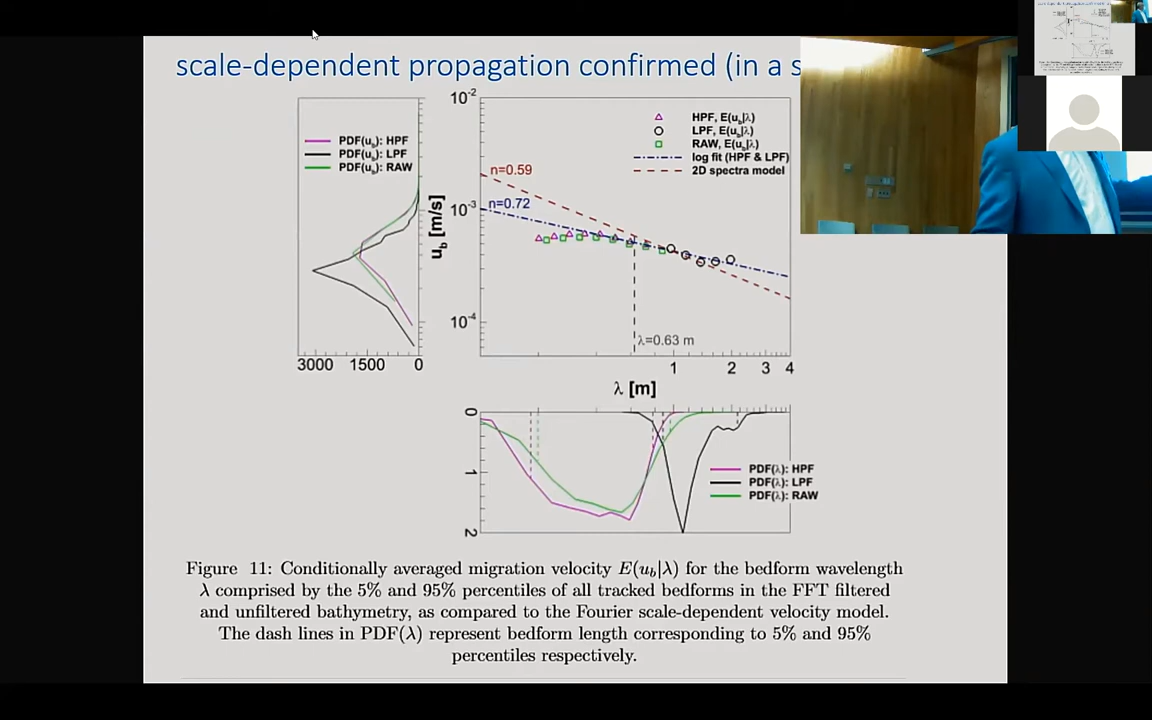 scale-dependent propagation confirmed (in a s
PDF(u_b): HPF
PDF(u_b): LPF
PDF(u_b): RAW
3000 1500 0
u_b [m/s]
10^-2
10^-3
10^-4
n=0.59
n=0.72
HPF, E(u_b|λ)
LPF, E(u_b|λ)
RAW, E(u_b|λ)
log fit (HPF & LPF)
2D spectra model
λ=0.63 m
1 2 3 4
λ [m]
0
1
2
PDF(λ): HPF
PDF(λ): LPF
PDF(λ): RAW
Figure 11: Conditionally averaged migration velocity E(u_b|λ) for the bedform wavelength
λ comprised by the 5% and 95% percentiles of all tracked bedforms in the FFT filtered
and unfiltered bathymetry, as compared to the Fourier scale-dependent velocity model.
The dash lines in PDF(λ) represent bedform length corresponding to 5% and 95%
percentiles respectively.